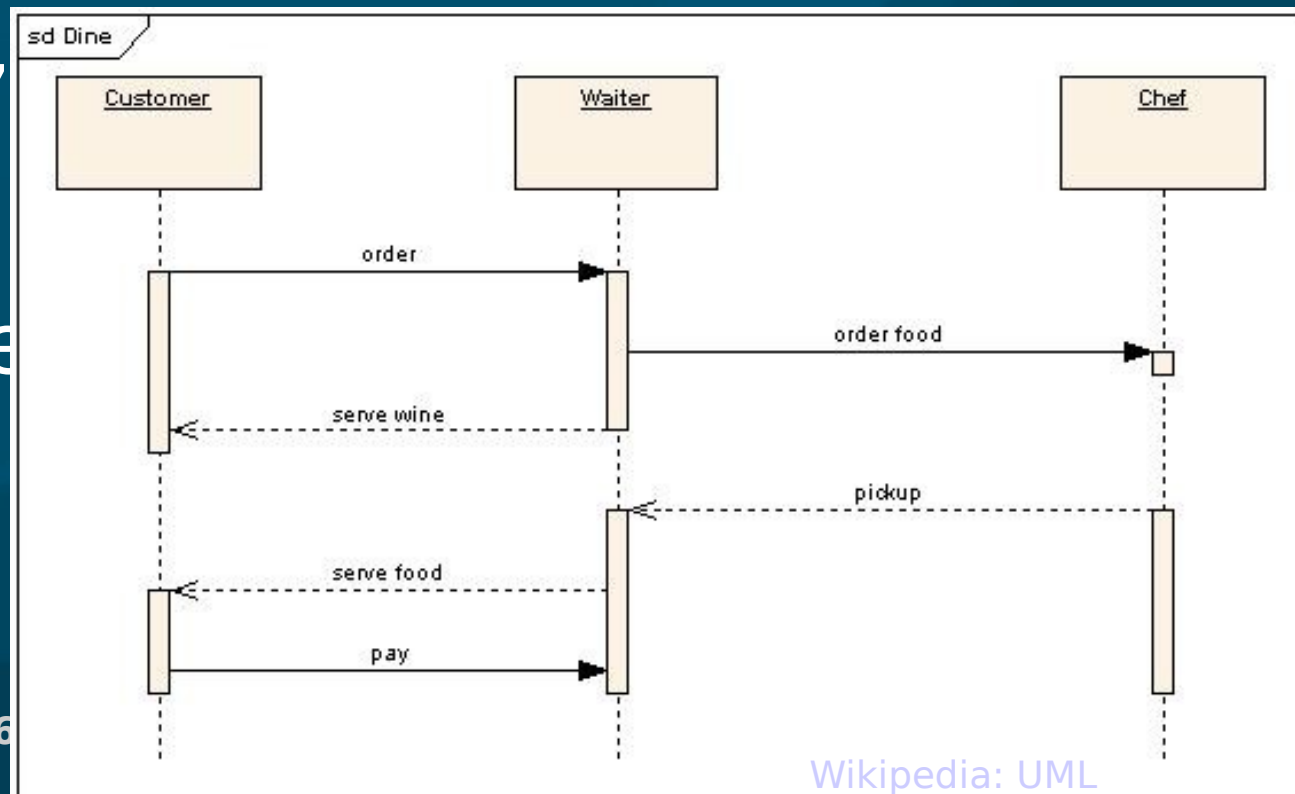 sd Dine
Customer
Waiter
Chef
order
order food
serve wine
pickup
serve food
pay
Wikipedia: UML